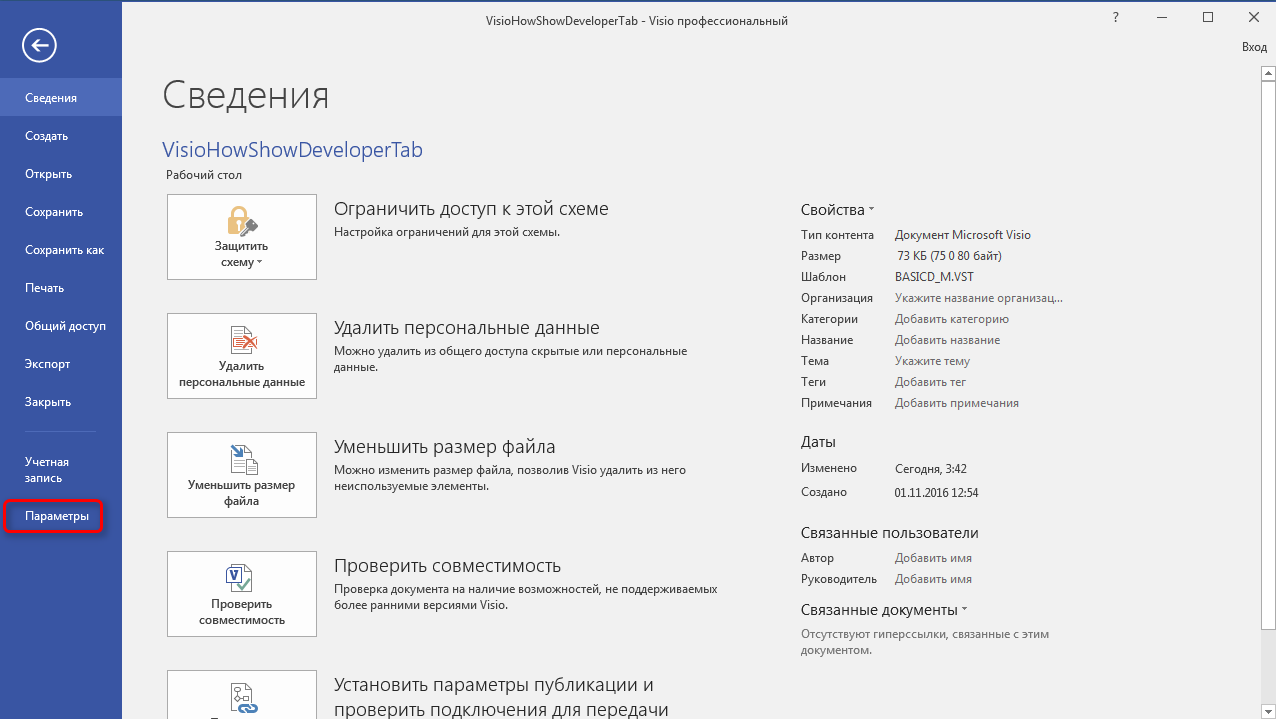 VisioHowShowDeveloperTab - Visio профессиональный
?
Вход
Сведения
Создать
Открыть
Сохранить
Сохранить как
Печать
Общий доступ
Экспорт
Закрыть
Учетная
запись
Параметры
Сведения
VisioHowShowDeveloperTab
Рабочий стол
Защитить
схему
Ограничить доступ к этой схеме
Настройка ограничений для этой схемы.
Удалить
персональные данные
Удалить персональные данные
Можно удалить из общего доступа скрытые или персональные
данные.
Уменьшить размер
файла
Уменьшить размер файла
Можно изменить размер файла, позволив Visio удалить из него
неиспользуемые элементы.
Проверить
совместимость
Проверить совместимость
Проверка документа на наличие возможностей, не поддерживаемых
более ранними версиями Visio.
Установить параметры публикации и
проверить подключения для передачи
Свойства
Тип контента Документ Microsoft Visio
Размер 73 КБ (75 0 80 байт)
Шаблон BASICD_M.VST
Организация Укажите название организац...
Категории Добавить категорию
Название Добавить название
Тема Укажите тему
Теги Добавить тег
Примечания Добавить примечания
Даты
Изменено Сегодня, 3:42
Создано 01.11.2016 12:54
Связанные пользователи
Автор Добавить имя
Руководитель Добавить имя
Связанные документы
Отсутствуют гиперссылки, связанные с этим
документом.